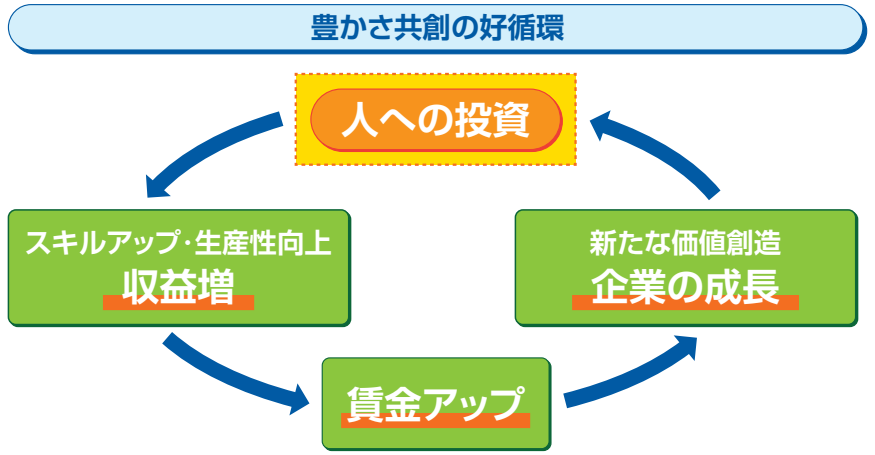 豊かさ共創の好循環
人への投資
スキルアップ・生産性向上
収益増
新たな価値創造
企業の成長
賃金アップ